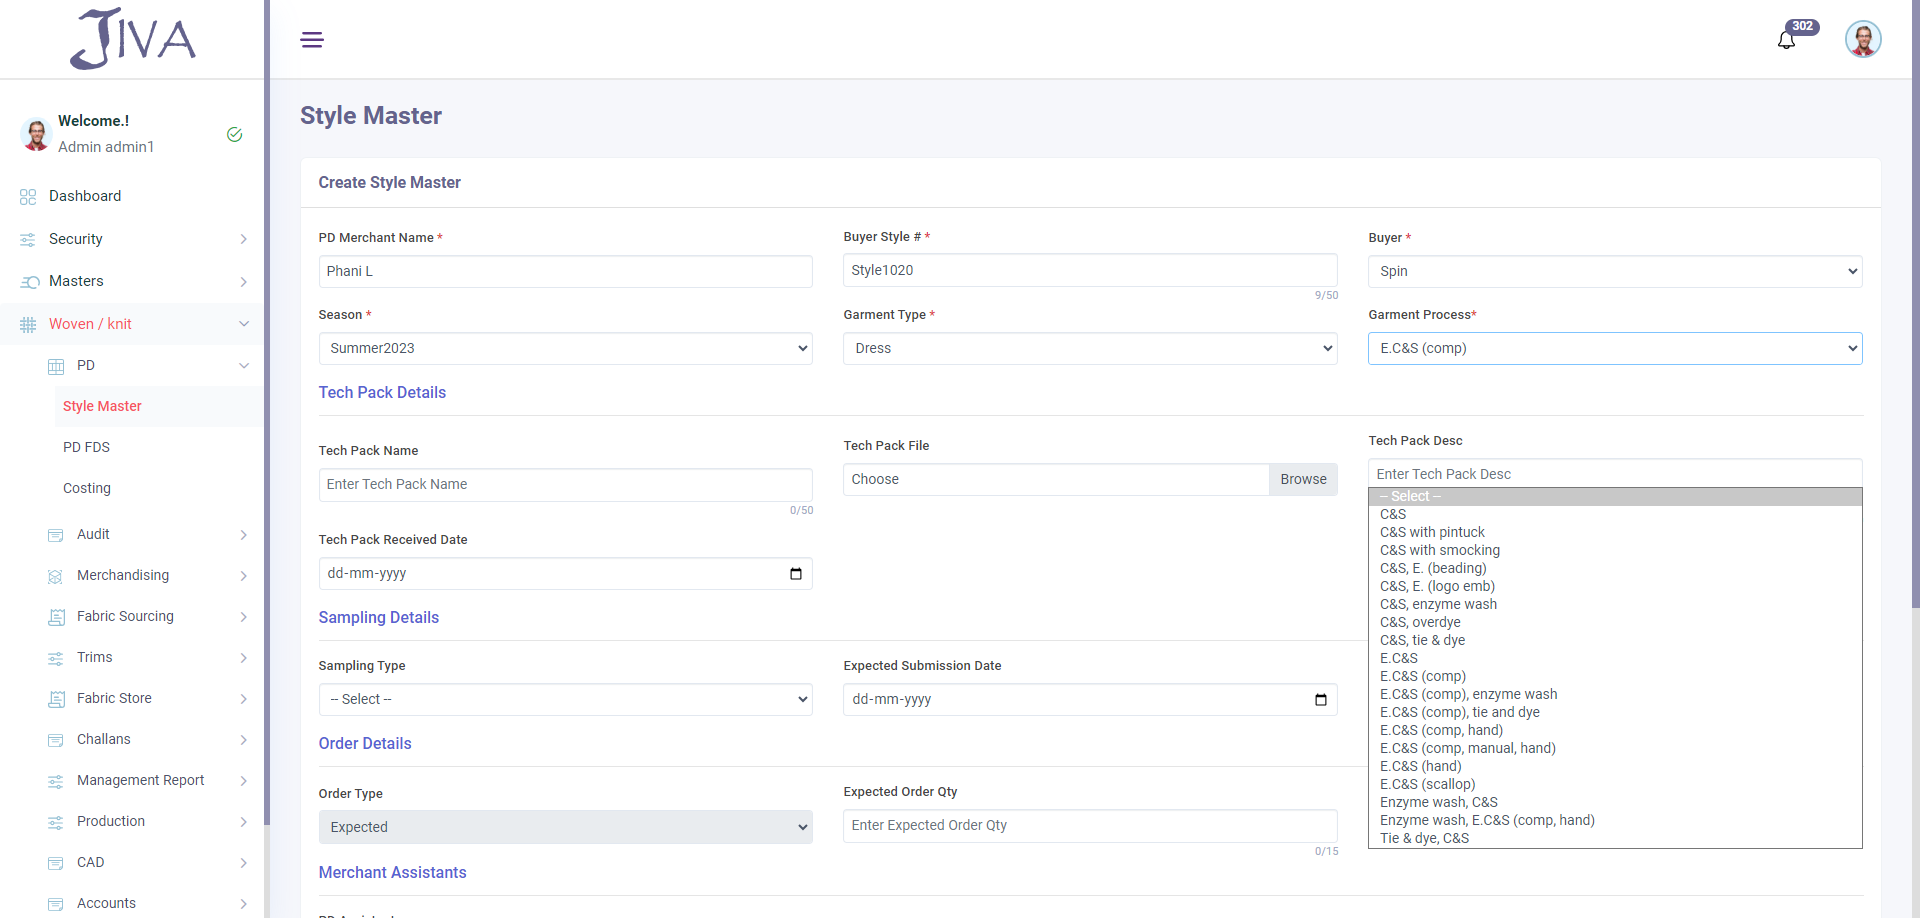 JIVA
302
Welcome.!
Admin admin1
Dashboard
Security
Masters
Woven / knit
PD
Style Master
PD FDS
Costing
Audit
Merchandising
Fabric Sourcing
Trims
Fabric Store
Challans
Management Report
Production
CAD
Accounts
Style Master
Create Style Master
PD Merchant Name *
Buyer Style # *
Buyer *
Phani L
Style1020
Spin
9/50
Season *
Garment Type *
Garment Process*
Summer2023
Dress
E.C&S (comp)
Tech Pack Details
Tech Pack Name
Tech Pack File
Tech Pack Desc
Enter Tech Pack Name
Choose
Browse
Enter Tech Pack Desc
0/50
Tech Pack Received Date
dd-mm-yyyy
-- Select --
C&S
C&S with pintuck
C&S with smocking
C&S, E. (beading)
C&S, E. (logo emb)
C&S, enzyme wash
C&S, overdye
C&S, tie & dye
E.C&S
E.C&S (comp)
E.C&S (comp), enzyme wash
E.C&S (comp), tie and dye
E.C&S (comp, hand)
E.C&S (comp, manual, hand)
E.C&S (hand)
E.C&S (scallop)
Enzyme wash, C&S
Enzyme wash, E.C&S (comp, hand)
Tie & dye, C&S
Sampling Details
Sampling Type
Expected Submission Date
-- Select --
dd-mm-yyyy
Order Details
Order Type
Expected Order Qty
Expected
Enter Expected Order Qty
0/15
Merchant Assistants